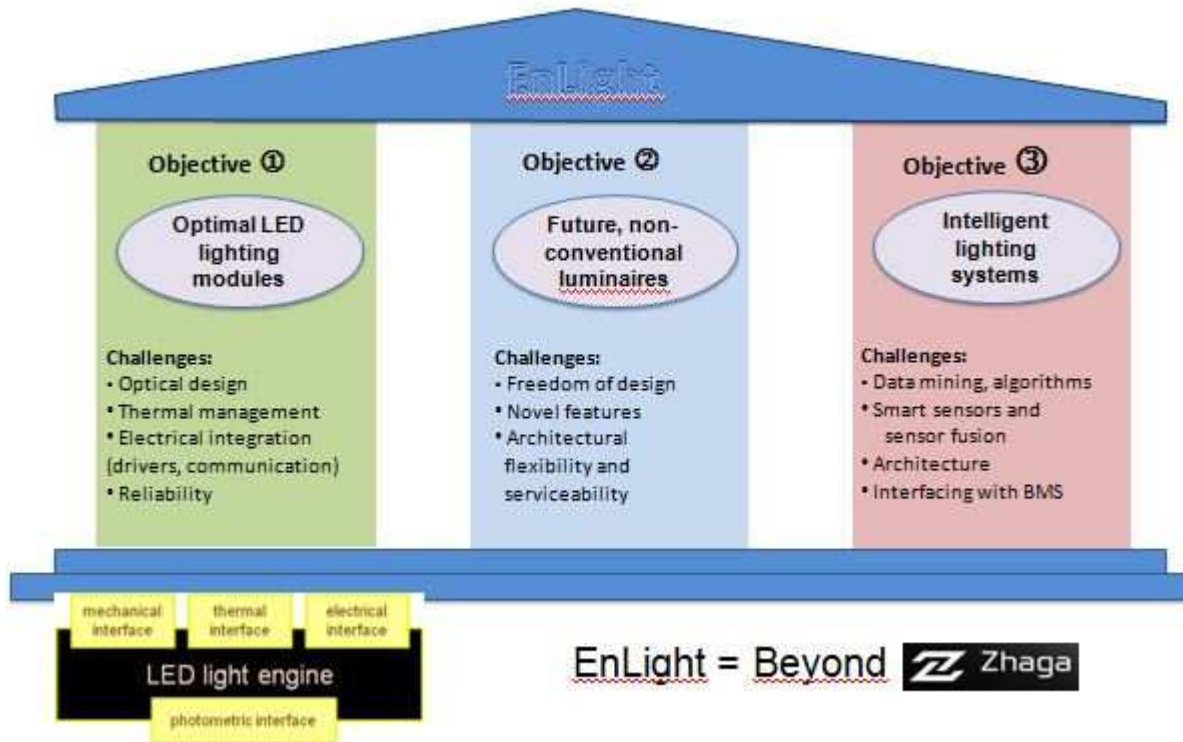 EnLight
Objective ①
Optimal LED
lighting
modules
Challenges:
• Optical design
• Thermal management
• Electrical integration
(drivers, communication)
• Reliability
Objective ②
Future, non-
conventional
luminaires
Challenges:
• Freedom of design
• Novel features
• Architectural
flexibility and
serviceability
Objective ③
Intelligent
lighting
systems
Challenges:
• Data mining, algorithms
• Smart sensors and
sensor fusion
• Architecture
• Interfacing with BMS
mechanical
interface
thermal
interface
electrical
interface
LED light engine
photometric interface
EnLight = Beyond Zhaga